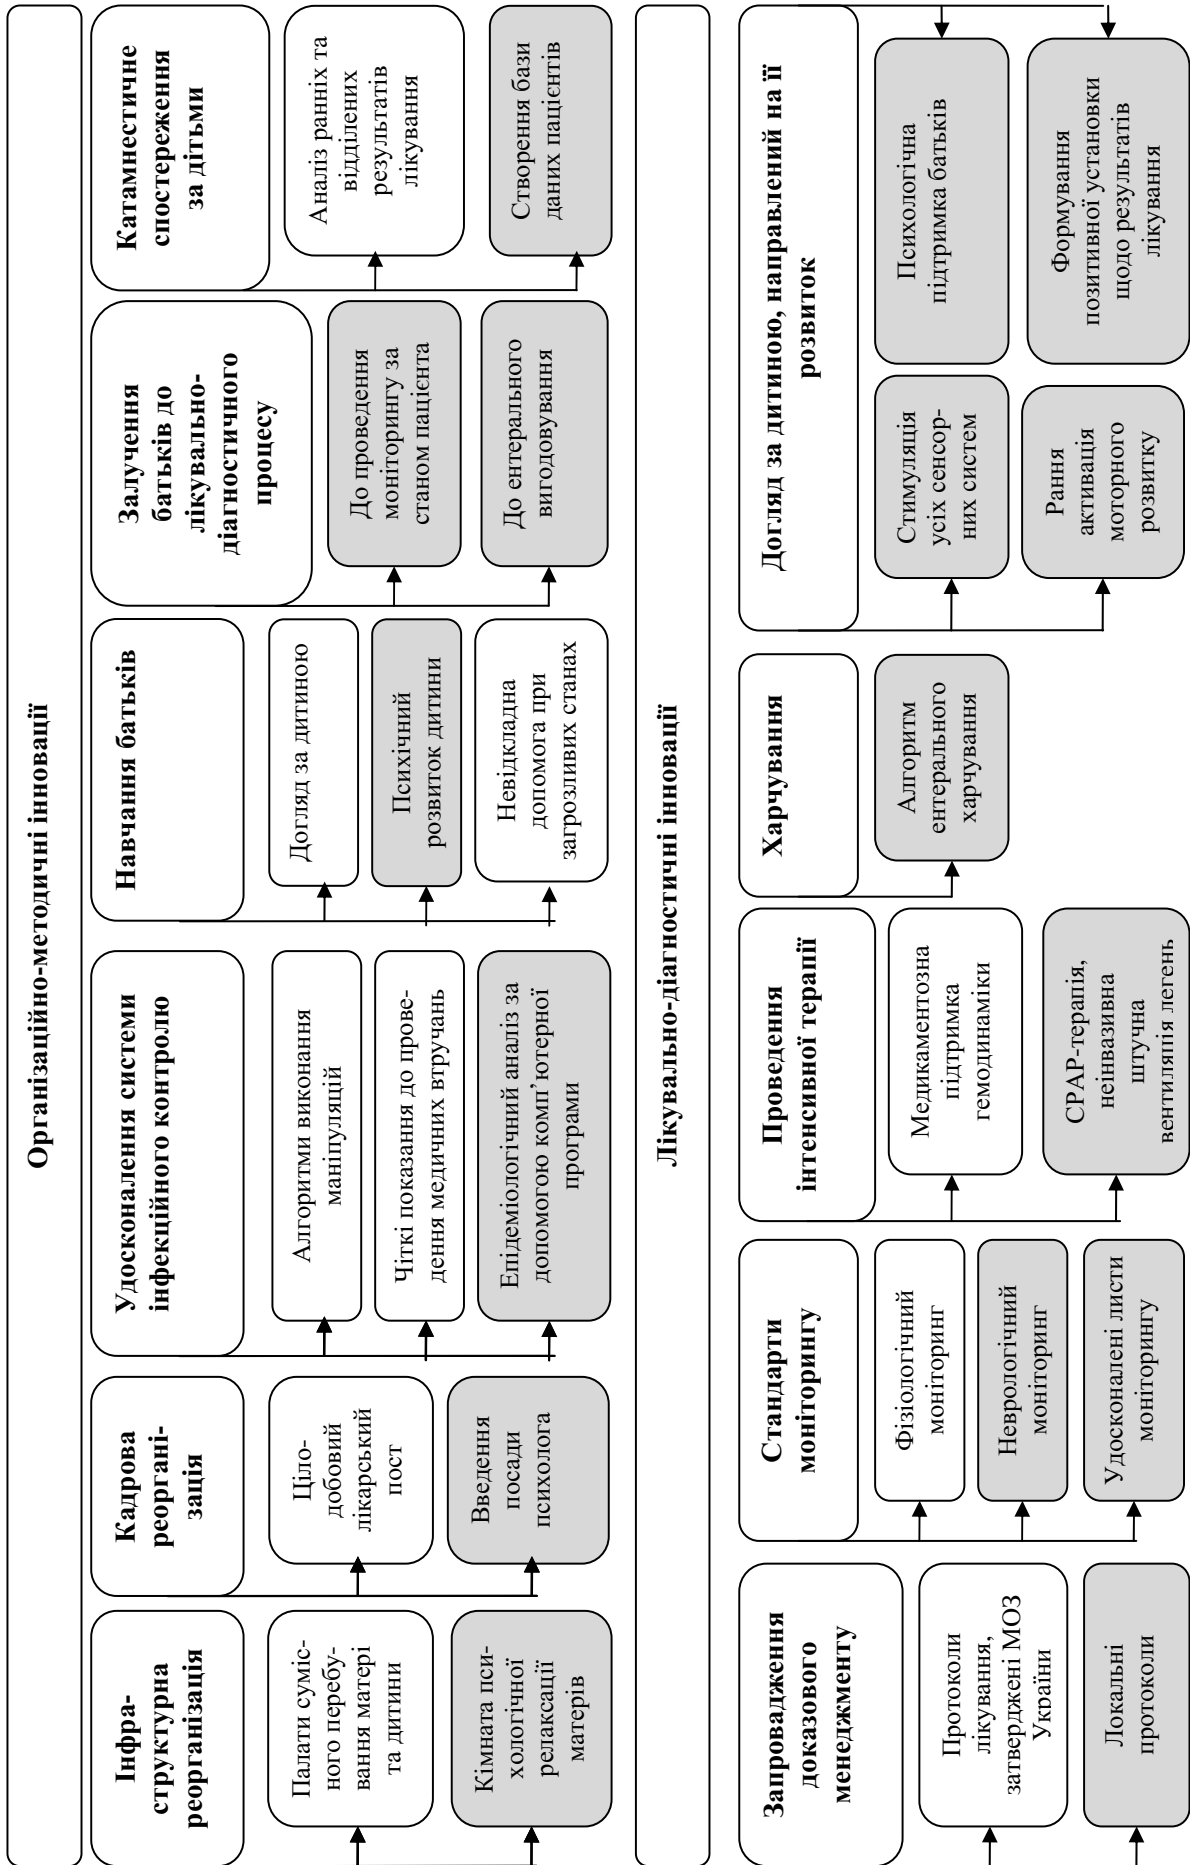 Організаційно-методичні інновації
Інфра-
структурна
реорганізація
Палати суміс-
ного перебу-
вання матері
та дитини
Кімната пси-
хологічної
релаксації
матерів
Кадрова
реоргані-
зація
Ціло-
добовий
лікарський
пост
Введення
посади
психолога
Удосконалення системи
інфекційного контролю
Алгоритми виконання
маніпуляцій
Чіткі показання до прове-
дення медичних втручань
Епідеміологічний аналіз за
допомогою комп’ютерної
програми
Навчання батьків
Догляд за дитиною
Психічний
розвиток дитини
Невідкладна
допомога при
загрозливих станах
Залучення
батьків до
лікувально-
діагностичного
процесу
До проведення
моніторингу за
станом пацієнта
До ентерального
вигодовування
Катамнестичне
спостереження
за дітьми
Аналіз ранніх та
відділених
результатів
лікування
Створення бази
даних пацієнтів
Лікувально-діагностичні інновації
Запровадження
доказового
менеджменту
Протоколи
лікування,
затверджені МОЗ
України
Локальні
протоколи
Стандарти
моніторингу
Фізіологічний
моніторинг
Неврологічний
моніторинг
Удосконалені листи
моніторингу
Проведення
інтенсивної терапії
Медикаментозна
підтримка
гемодинаміки
СРАР-терапія,
неінвазивна
штучна
вентиляція легень
Харчування
Алгоритм
ентерального
харчування
Догляд за дитиною, направлений на її
розвиток
Стимуляція
усіх сенсор-
них систем
Рання
активація
моторного
розвитку
Психологічна
підтримка батьків
Формування
позитивної установки
щодо результатів
лікування